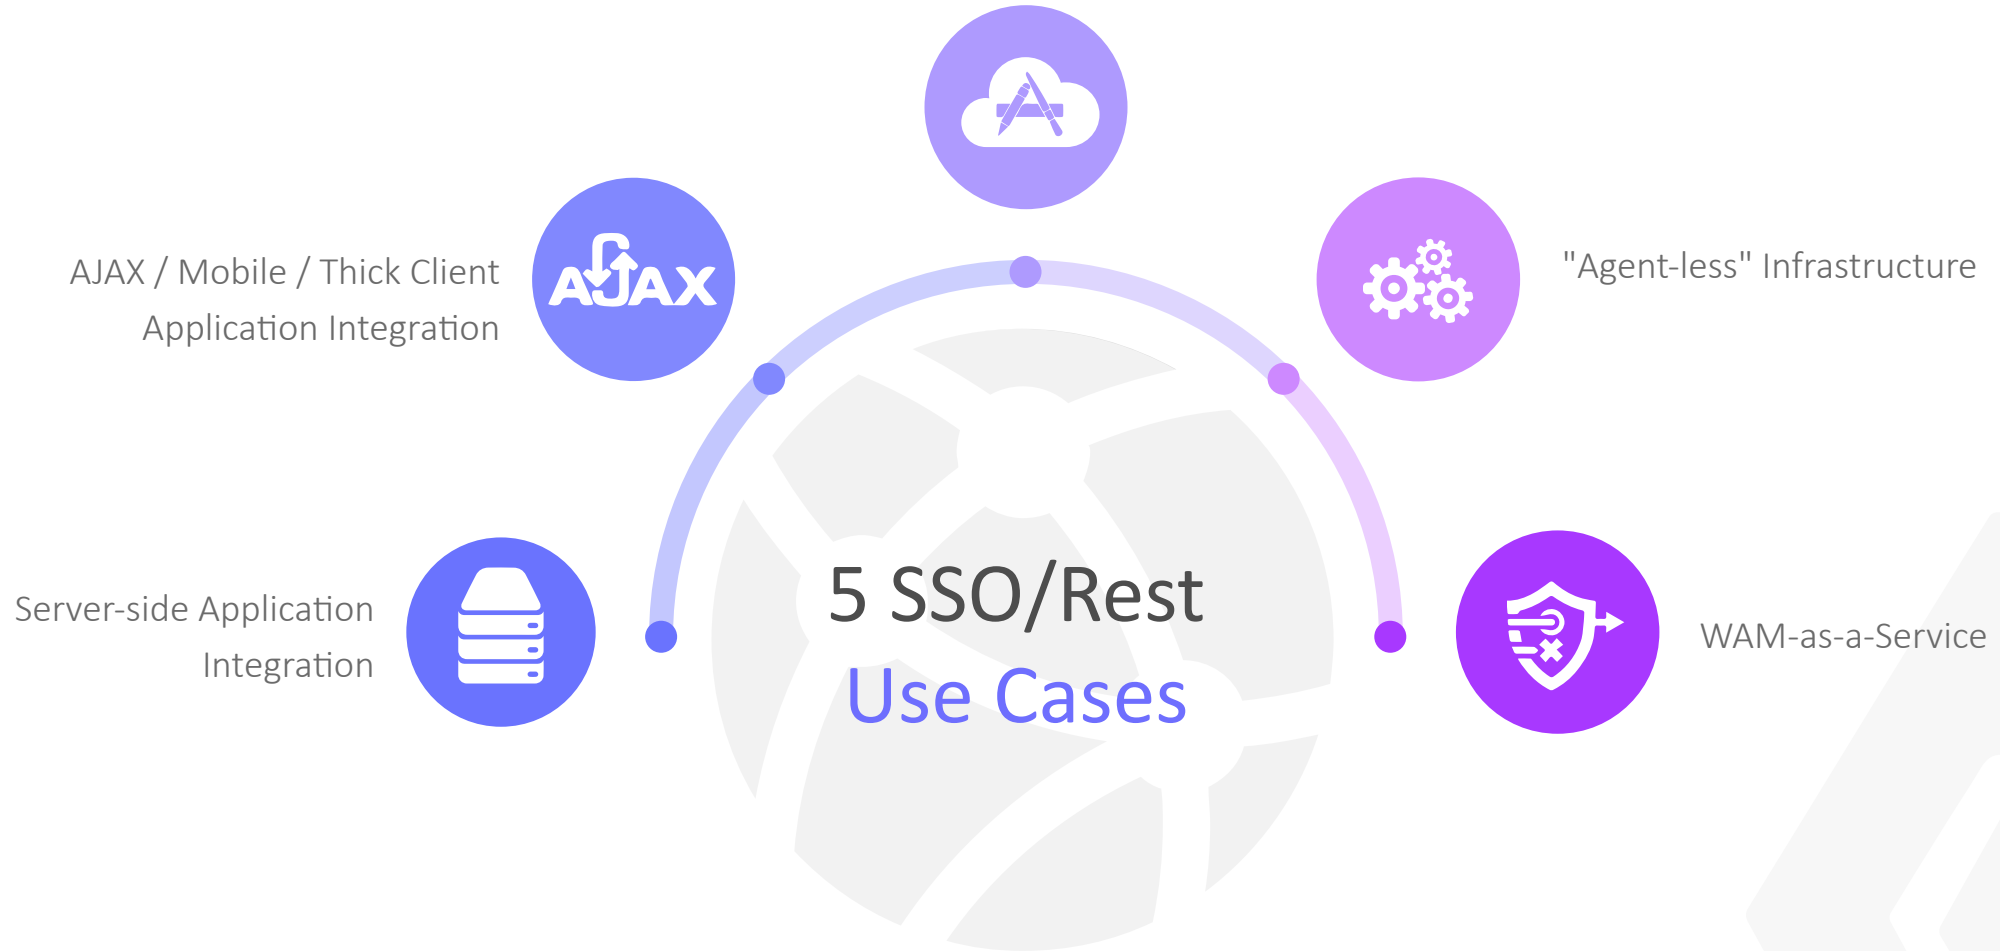 AJAX / Mobile / Thick Client
Application Integration
AJAX
"Agent-less" Infrastructure
Server-side Application
Integration
5 SSO/Rest
Use Cases
WAM-as-a-Service